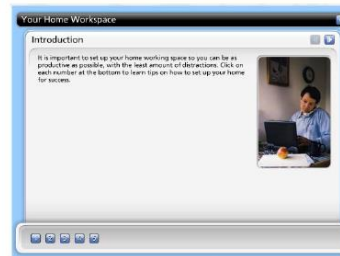 Your Home Workspace
Introduction
It is important to set up your home working space so you can be as
productive as possible, with the least amount of distractions. Click on
each number at the bottom to learn tips on how to set up your home
for success.